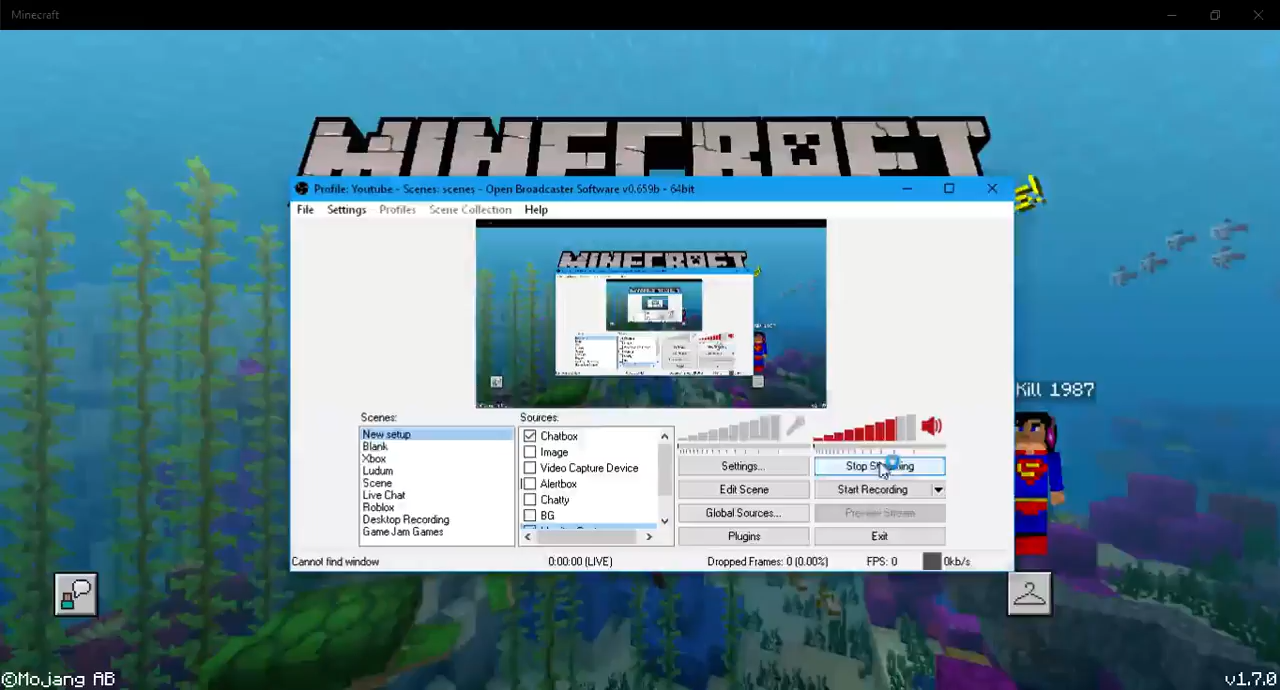 Minecraft
MINECRAFT
Profile: Youtube - Scenes: scenes - Open Broadcaster Software v0.659b - 64bit
File Settings Profiles Scene Collection Help
MINECRAFT
Kill 1987
Scenes:
New setup
Blank
Xbox
Ludum
Scene
Live Chat
Roblox
Desktop Recording
Game Jam Games
Sources:
Chatbox
Image
Video Capture Device
Alertbox
Chatty
BG
Settings...
Stop Streaming
Edit Scene
Start Recording
Global Sources...
Preview Stream
Plugins
Exit
Cannot find window
0:00:00 (LIVE)
Dropped Frames: 0 (0.00%)
FPS: 0
0kb/s
©Mojang AB
v1.7.0